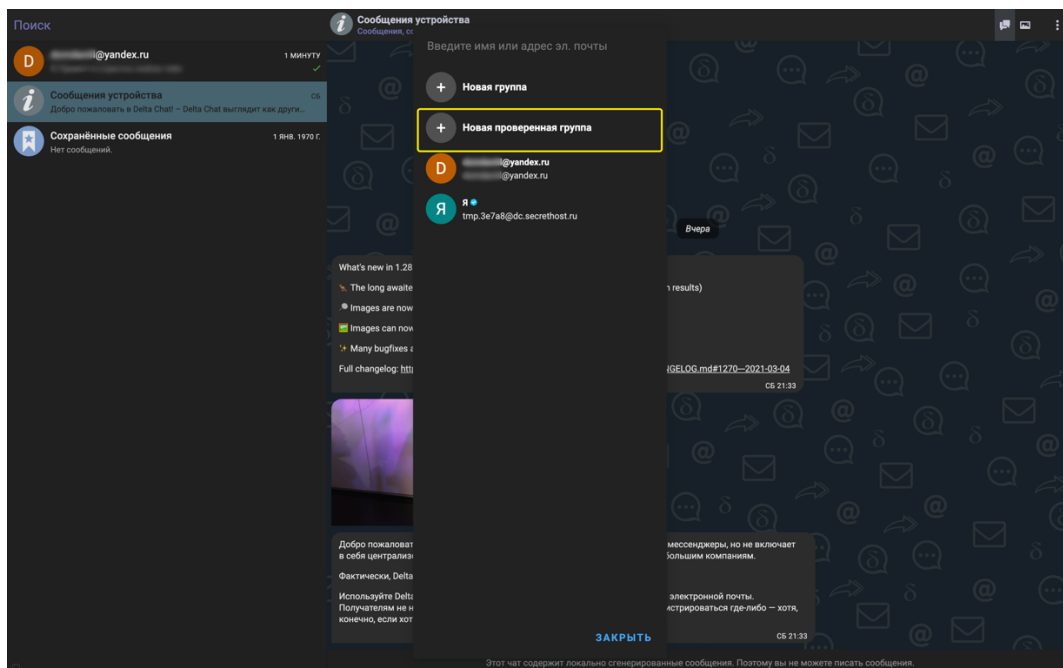 Поиск
D
@yandex.ru
1 МИНУТУ
Сообщения устройства
СБ
Добро пожаловать в Delta Chat! – Delta Chat выглядит как други...
Сохранённые сообщения
1 ЯНВ. 1970 Г.
Нет сообщений.
Сообщения устройства
Сообщения, со
Введите имя или адрес эл. почты
Новая группа
Новая проверенная группа
D
@yandex.ru
@yandex.ru
Я
Я
tmp.3e7a8@dc.secrethost.ru
ЗАКРЫТЬ
Вчера
What's new in 1.28
The long awaite
n results)
Images are now
Images can now
Many bugfixes a
Full changelog: htt
GELOG.md#1270—2021-03-04
СБ 21:33
Добро пожаловат
мессенджеры, но не включает
в себя централизо
большим компаниям.
Фактически, Delta
Используйте Delta
электронной почты.
Получателям не н
истрироваться где-либо — хотя,
конечно, если хот
СБ 21:33
Этот чат содержит локально сгенерированные сообщения. Поэтому вы не можете писать сообщения.